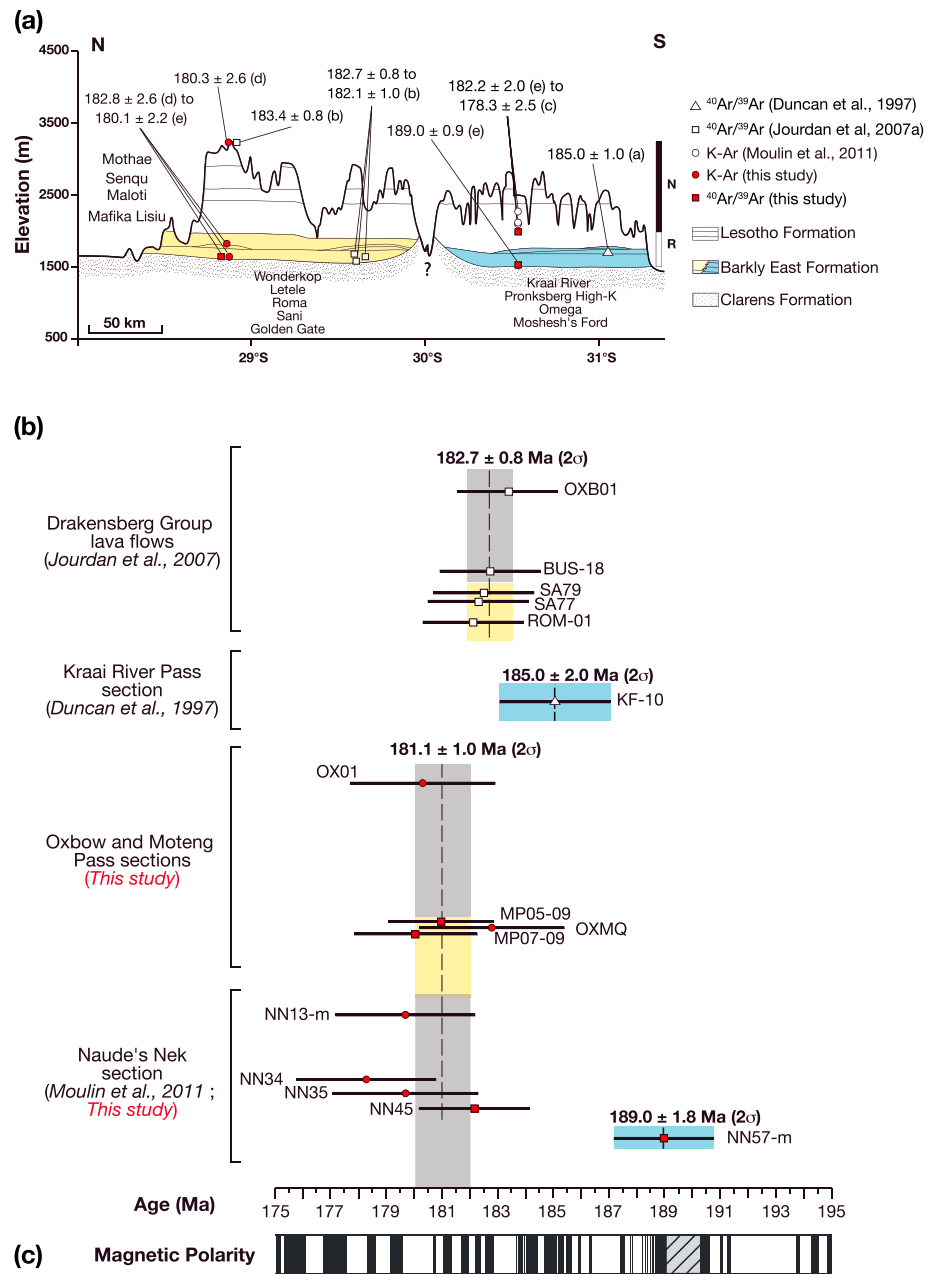 (a)
N
S
4500
3500
2500
1500
500
Elevation (m)
180.3 ± 2.6 (d)
182.8 ± 2.6 (d) to
180.1 ± 2.2 (e)
183.4 ± 0.8 (b)
182.7 ± 0.8 to
182.1 ± 1.0 (b)
182.2 ± 2.0 (e) to
178.3 ± 2.5 (c)
189.0 ± 0.9 (e)
185.0 ± 1.0 (a)
Mothae
Senqu
Maloti
Mafika Lisiu
Wonderkop
Letele
Roma
Sani
Golden Gate
?
Kraai River
Pronksberg High-K
Omega
Moshesh's Ford
N
R
50 km
29°S
30°S
31°S
⁴⁰Ar/³⁹Ar (Duncan et al., 1997)
⁴⁰Ar/³⁹Ar (Jourdan et al, 2007a)
K-Ar (Moulin et al., 2011)
K-Ar (this study)
⁴⁰Ar/³⁹Ar (this study)
Lesotho Formation
Barkly East Formation
Clarens Formation
(b)
Drakensberg Group
lava flows
(Jourdan et al., 2007)
182.7 ± 0.8 Ma (2σ)
OXB01
BUS-18
SA79
SA77
ROM-01
Kraai River Pass
section
(Duncan et al., 1997)
185.0 ± 2.0 Ma (2σ)
KF-10
Oxbow and Moteng
Pass sections
(This study)
181.1 ± 1.0 Ma (2σ)
OX01
MP05-09
OXMQ
MP07-09
Naude's Nek
section
(Moulin et al., 2011 ;
This study)
NN13-m
NN34
NN35
NN45
189.0 ± 1.8 Ma (2σ)
NN57-m
Age (Ma)
175 177 179 181 183 185 187 189 191 193 195
(c)
Magnetic Polarity